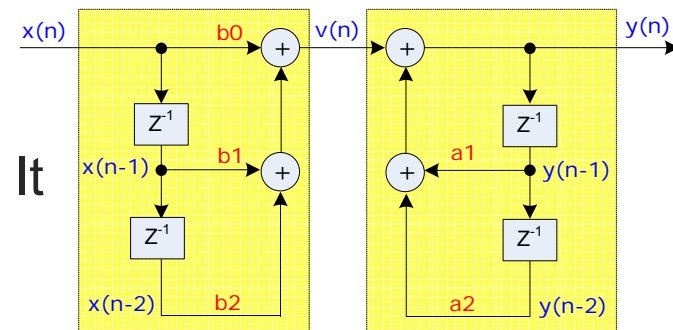 x(n) b0 + v(n) + y(n)
Z-1 Z-1
It x(n-1) b1 + + a1 y(n-1)
Z-1 Z-1
x(n-2) b2 a2 y(n-2)